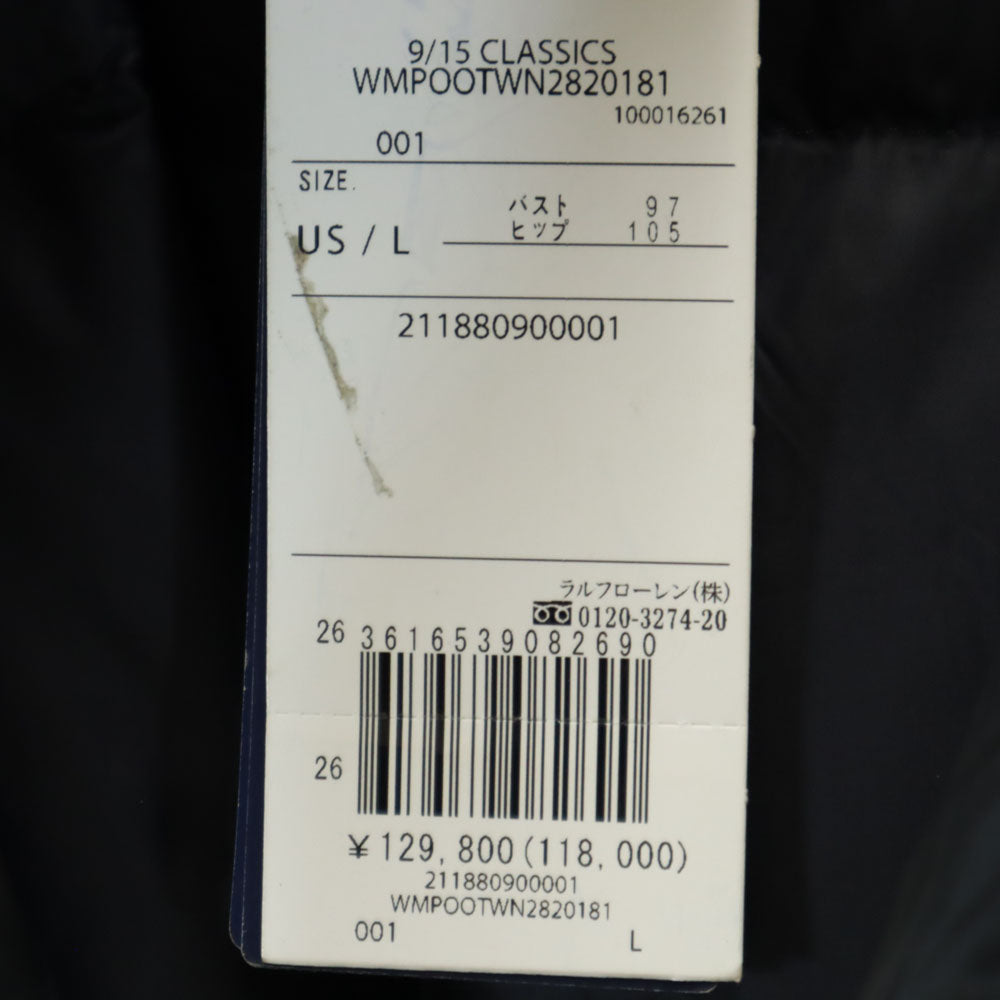 9/15 CLASSICS
WMPOOTWN2820181
100016261
001
SIZE.
US / L
バスト 97
ヒップ 105
211880900001
ラルフローレン(株)
0120-3274-20
26 3616539082690
26
¥129,800(118,000)
211880900001
WMPOOTWN2820181
001 L